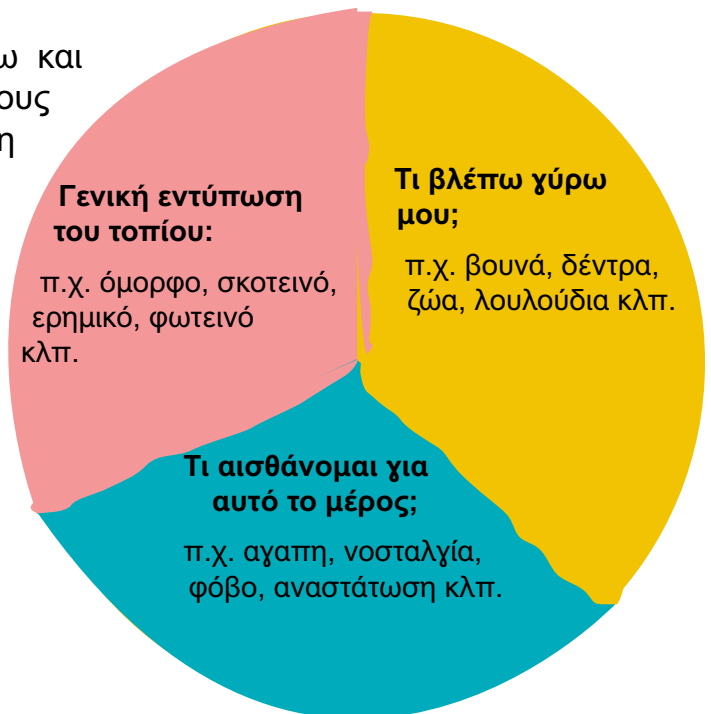 ω και
ους
η
Γενική εντύπωση
του τοπίου:
π.χ. όμορφο, σκοτεινό,
ερημικό, φωτεινό
κλπ.
Τι βλέπω γύρω
μου;
π.χ. βουνά, δέντρα,
ζώα, λουλούδια κλπ.
Τι αισθάνομαι για
αυτό το μέρος;
π.χ. αγαπη, νοσταλγία,
φόβο, αναστάτωση κλπ.